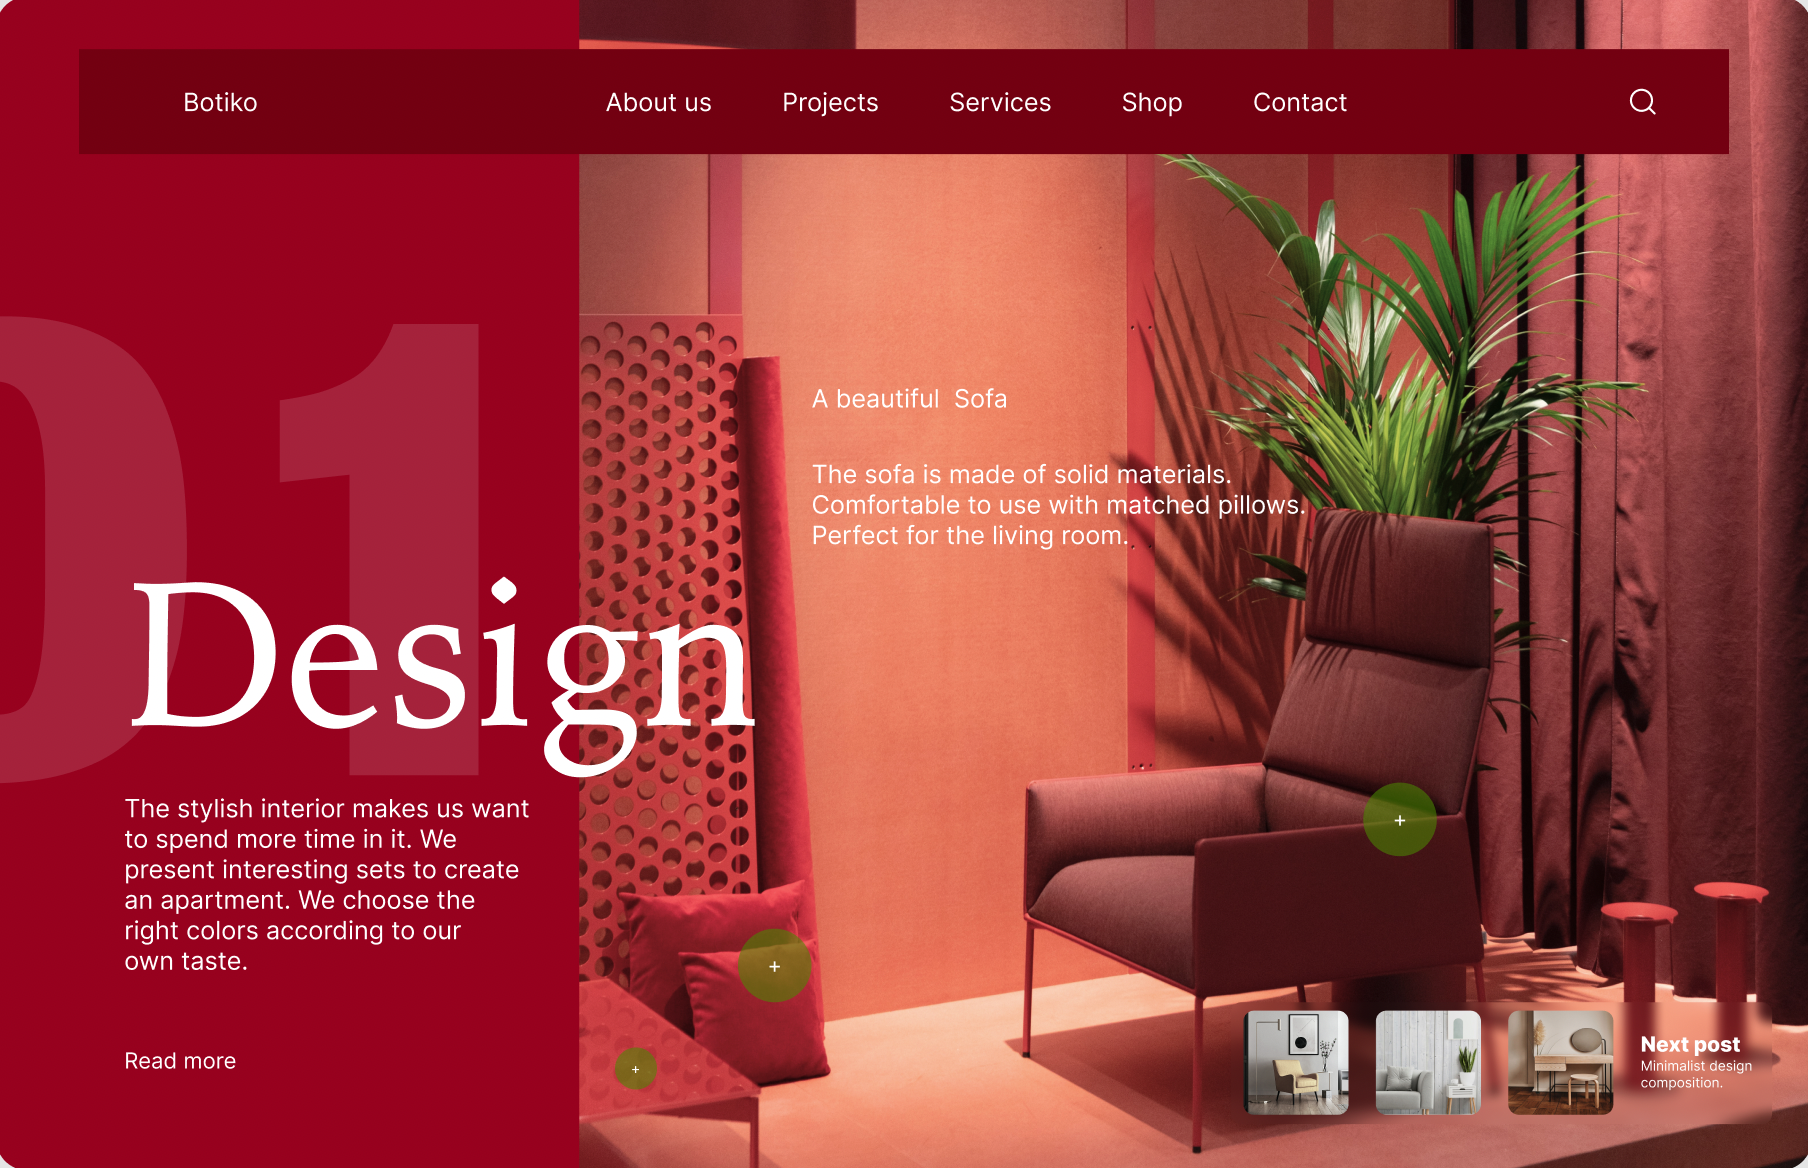 Botiko
About us
Projects
Services
Shop
Contact
01
A beautiful  Sofa
The sofa is made of solid materials.
Comfortable to use with matched pillows.
Perfect for the living room.
Design
The stylish interior makes us want
to spend more time in it. We
present interesting sets to create
an apartment. We choose the
right colors according to our
own taste.
Read more
+
+
+
Next post
Minimalist design
composition.